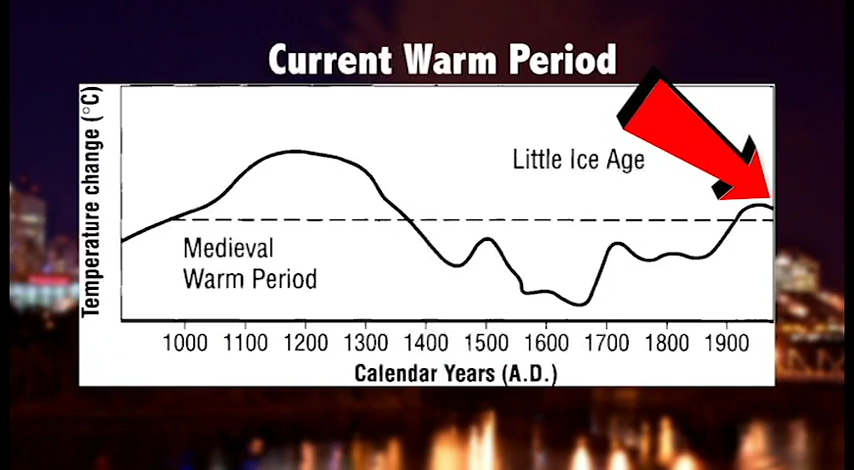 Current Warm Period
Temperature change (°C)
Little Ice Age
Medieval
Warm Period
1000 1100 1200 1300 1400 1500 1600 1700 1800 1900
Calendar Years (A.D.)